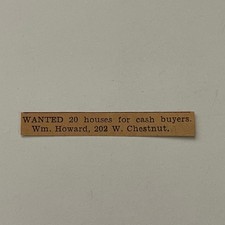 WANTED 20 houses for cash buyers.
Wm. Howard, 202 W. Chestnut.